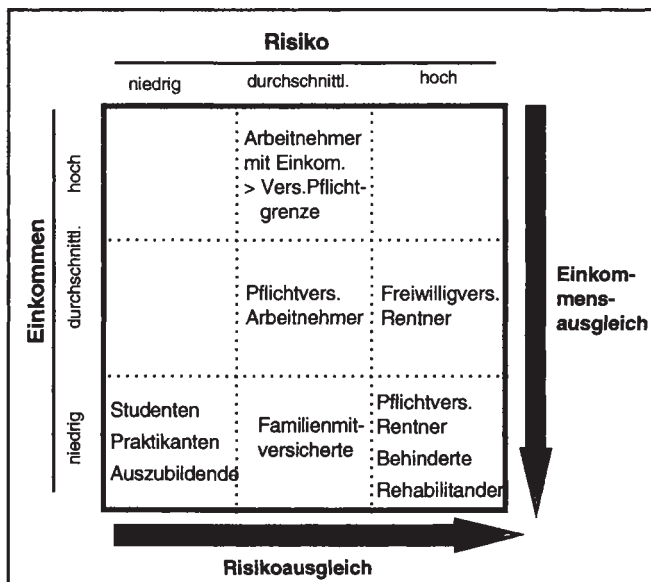 Risiko
niedrig
durchschnittl.
hoch
Einkommen
hoch
durchschnittl.
niedrig
Arbeitnehmer
mit Einkom.
> Vers.Pflicht-
grenze
Pflichtvers.
Arbeitnehmer
Freiwilligvers.
Rentner
Studenten
Praktikanten
Auszubildende
Familienmit-
versicherte
Pflichtvers.
Rentner
Behinderte
Rehabilitanden
Einkom-
mens-
ausgleich
Risikoausgleich